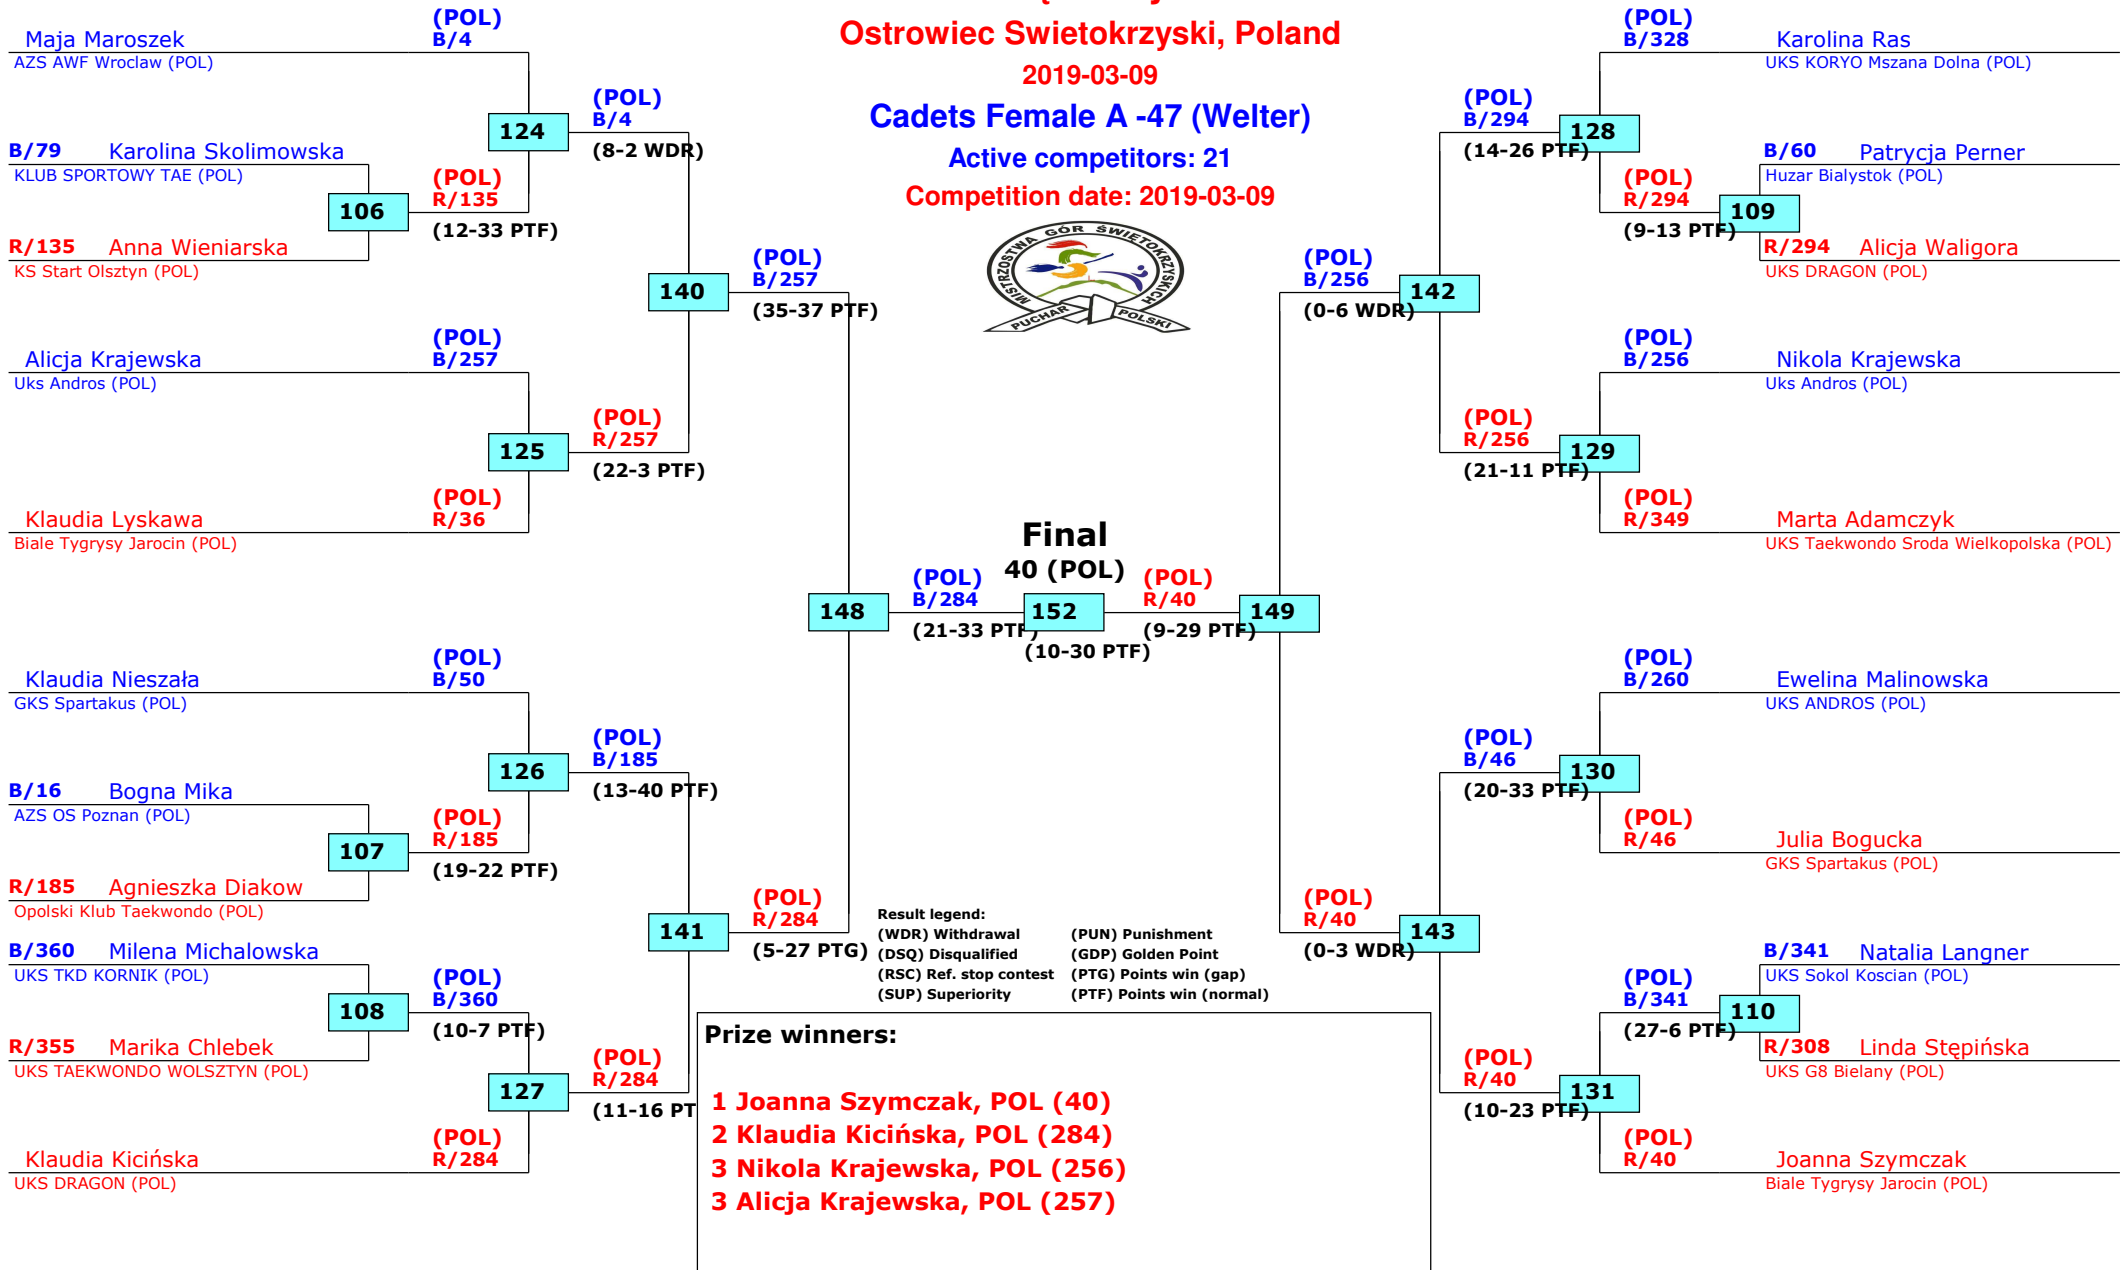 Ostrowiec Swietokrzyski, Poland
2019-03-09
Cadets Female A -47 (Welter)
Active competitors: 21
Competition date: 2019-03-09
MISTRZOSTWA GÓR ŚWIĘTOKRZYSKICH
PUCHAR POLSKI
Maja Maroszek
AZS AWF Wroclaw (POL)
(POL)
B/4
B/79 Karolina Skolimowska
KLUB SPORTOWY TAE (POL)
R/135 Anna Wieniarska
KS Start Olsztyn (POL)
106
(POL)
R/135
(12-33 PTF)
124
(POL)
B/4
(8-2 WDR)
Alicja Krajewska
Uks Andros (POL)
(POL)
B/257
Klaudia Lyskawa
Biale Tygrysy Jarocin (POL)
(POL)
R/36
125
(POL)
R/257
(22-3 PTF)
140
(POL)
B/257
(35-37 PTF)
Klaudia Nieszała
GKS Spartakus (POL)
(POL)
B/50
B/16 Bogna Mika
AZS OS Poznan (POL)
R/185 Agnieszka Diakow
Opolski Klub Taekwondo (POL)
107
(POL)
R/185
(19-22 PTF)
126
(POL)
B/185
(13-40 PTF)
B/360 Milena Michalowska
UKS TKD KORNIK (POL)
R/355 Marika Chlebek
UKS TAEKWONDO WOLSZTYN (POL)
108
(POL)
B/360
(10-7 PTF)
Klaudia Kicińska
UKS DRAGON (POL)
(POL)
R/284
127
(POL)
R/284
(11-16 PT
141
(POL)
R/284
(5-27 PTG)
148
(POL)
B/284
(21-33 PTF)
Final
40 (POL)
152
(10-30 PTF)
(POL)
R/40
(9-29 PTF)
149
(POL)
B/256
(0-6 WDR)
142
(POL)
B/294
(14-26 PTF)
128
(POL)
B/328
Karolina Ras
UKS KORYO Mszana Dolna (POL)
(POL)
R/294
(9-13 PTF)
109
B/60 Patrycja Perner
Huzar Bialystok (POL)
R/294 Alicja Waligora
UKS DRAGON (POL)
(POL)
R/256
(21-11 PTF)
129
(POL)
B/256
Nikola Krajewska
Uks Andros (POL)
(POL)
R/349
Marta Adamczyk
UKS Taekwondo Sroda Wielkopolska (POL)
(POL)
R/40
(0-3 WDR)
143
(POL)
B/46
(20-33 PTF)
130
(POL)
B/260
Ewelina Malinowska
UKS ANDROS (POL)
(POL)
R/46
Julia Bogucka
GKS Spartakus (POL)
(POL)
R/40
(10-23 PTF)
131
(POL)
B/341
(27-6 PTF)
110
B/341 Natalia Langner
UKS Sokol Koscian (POL)
R/308 Linda Stępińska
UKS G8 Bielany (POL)
(POL)
R/40
Joanna Szymczak
Biale Tygrysy Jarocin (POL)
Result legend:
(WDR) Withdrawal (PUN) Punishment
(DSQ) Disqualified (GDP) Golden Point
(RSC) Ref. stop contest (PTG) Points win (gap)
(SUP) Superiority (PTF) Points win (normal)
Prize winners:
1 Joanna Szymczak, POL (40)
2 Klaudia Kicińska, POL (284)
3 Nikola Krajewska, POL (256)
3 Alicja Krajewska, POL (257)